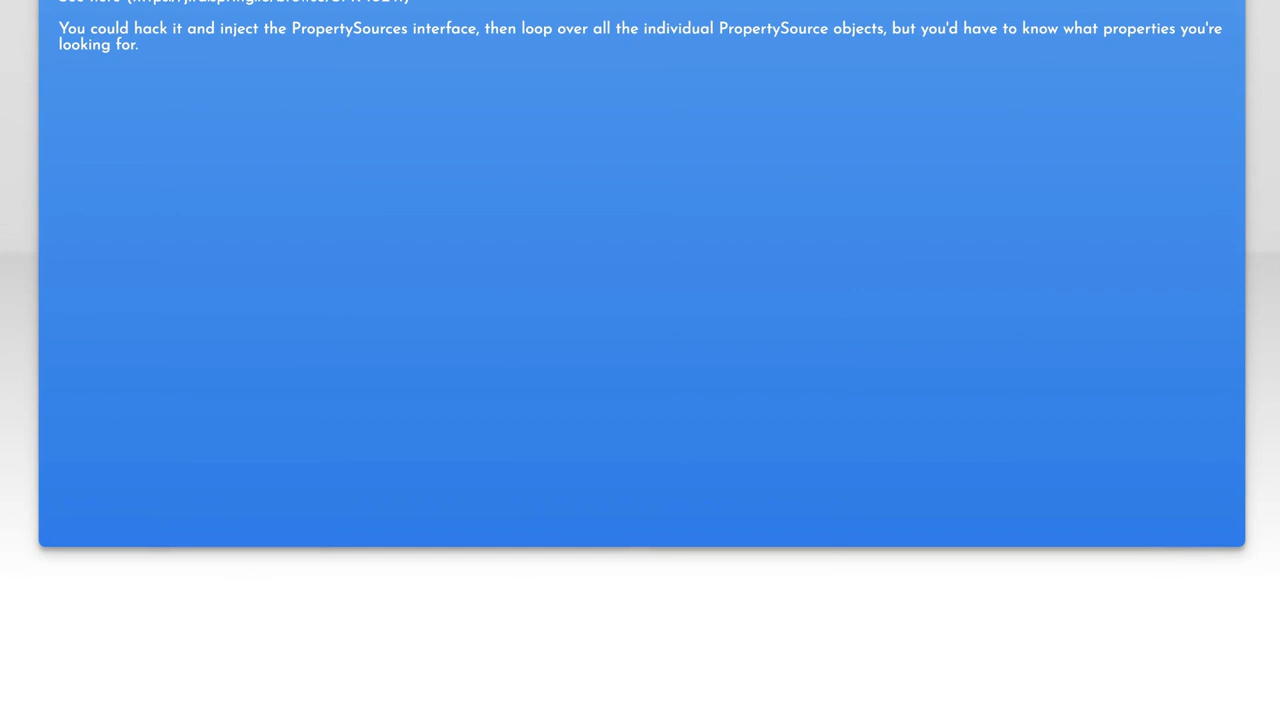 You could hack it and inject the PropertySources interface, then loop over all the individual PropertySource objects, but you'd have to know what properties you're
looking for.